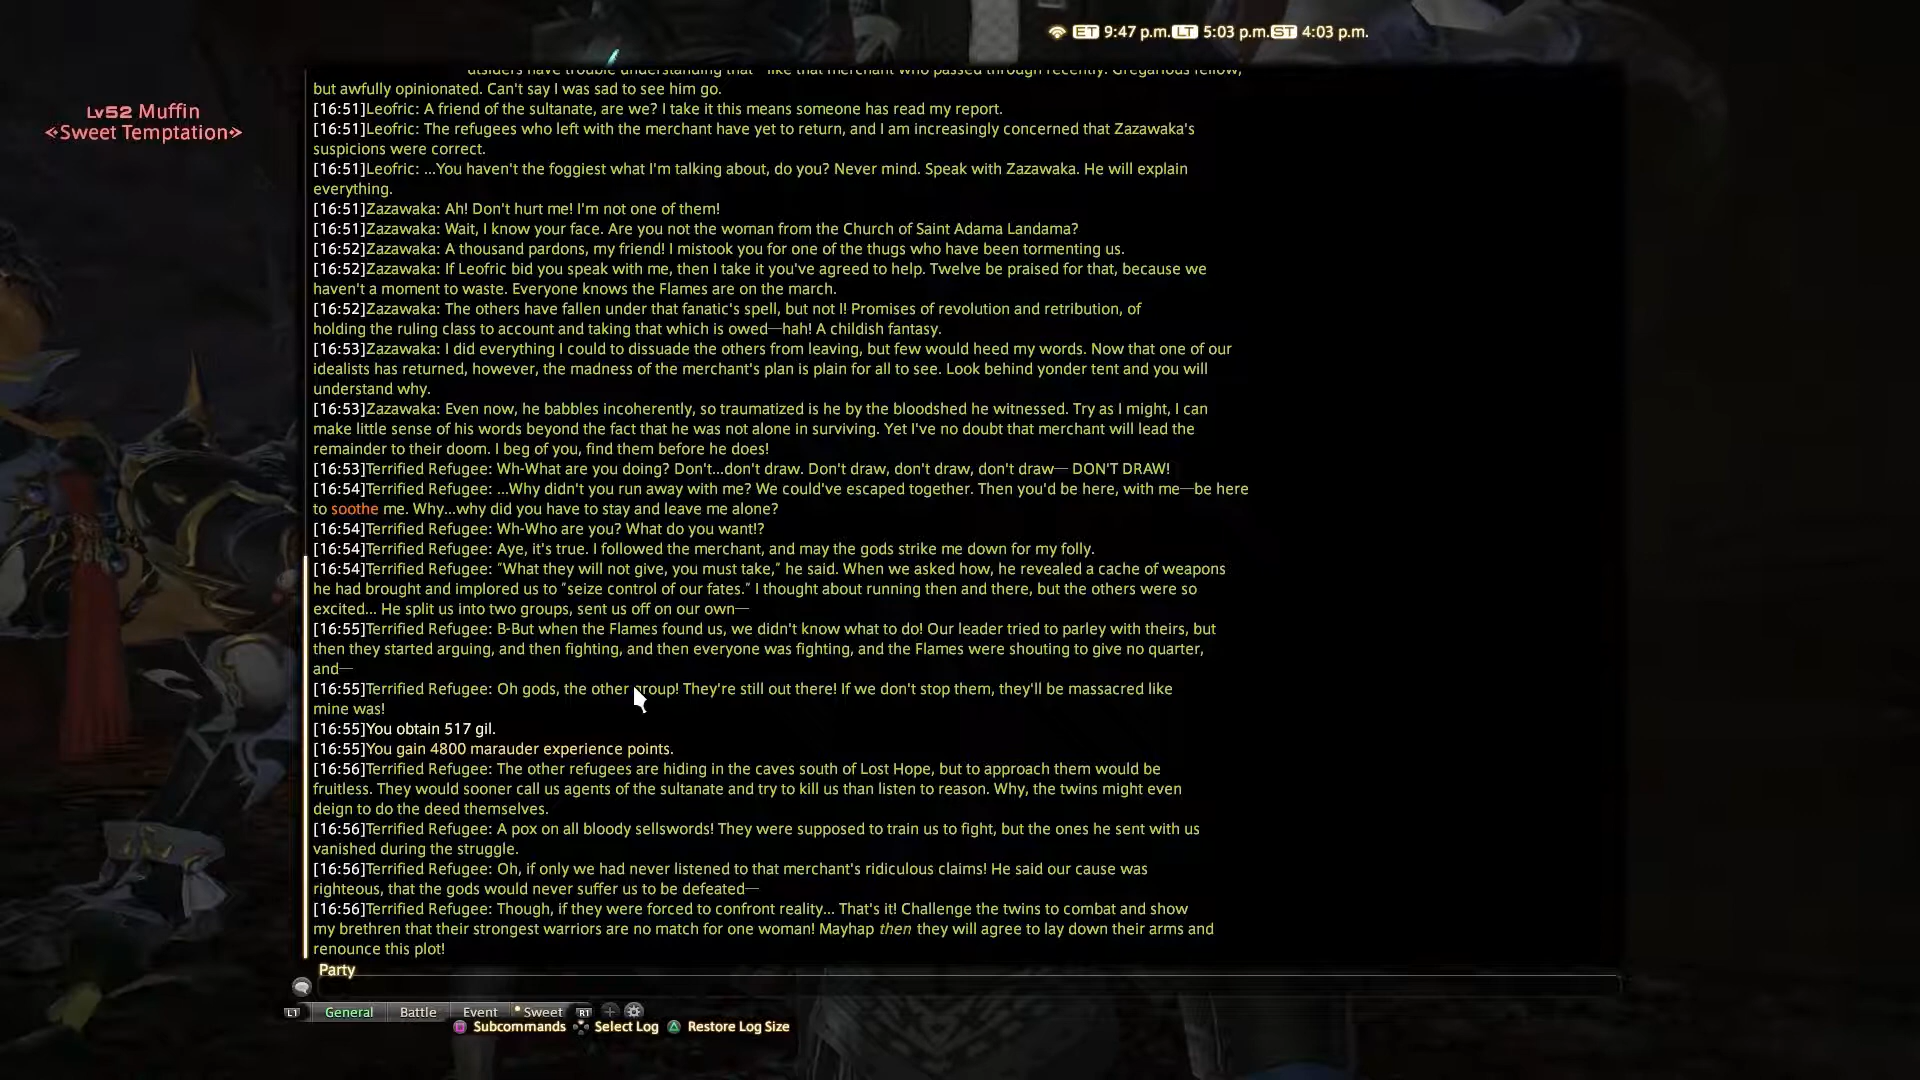 ET 9:47 p.m. LT 5:03 p.m. ST 4:03 p.m.
Lv52 Muffin
«Sweet Temptation»
utsiders have trouble understanding that like that merchant who passed through recently. Gregarious fellow,
but awfully opinionated. Can't say I was sad to see him go.
[16:51]Leofric: A friend of the sultanate, are we? I take it this means someone has read my report.
[16:51]Leofric: The refugees who left with the merchant have yet to return, and I am increasingly concerned that Zazawaka's
suspicions were correct.
[16:51]Leofric: ...You haven't the foggiest what I'm talking about, do you? Never mind. Speak with Zazawaka. He will explain
everything.
[16:51]Zazawaka: Ah! Don't hurt me! I'm not one of them!
[16:51]Zazawaka: Wait, I know your face. Are you not the woman from the Church of Saint Adama Landama?
[16:52]Zazawaka: A thousand pardons, my friend! I mistook you for one of the thugs who have been tormenting us.
[16:52]Zazawaka: If Leofric bid you speak with me, then I take it you've agreed to help. Twelve be praised for that, because we
haven't a moment to waste. Everyone knows the Flames are on the march.
[16:52]Zazawaka: The others have fallen under that fanatic's spell, but not I! Promises of revolution and retribution, of
holding the ruling class to account and taking that which is owed—hah! A childish fantasy.
[16:53]Zazawaka: I did everything I could to dissuade the others from leaving, but few would heed my words. Now that one of our
idealists has returned, however, the madness of the merchant's plan is plain for all to see. Look behind yonder tent and you will
understand why.
[16:53]Zazawaka: Even now, he babbles incoherently, so traumatized is he by the bloodshed he witnessed. Try as I might, I can
make little sense of his words beyond the fact that he was not alone in surviving. Yet I've no doubt that merchant will lead the
remainder to their doom. I beg of you, find them before he does!
[16:53]Terrified Refugee: Wh-What are you doing? Don't...don't draw. Don't draw, don't draw, don't draw— DON'T DRAW!
[16:54]Terrified Refugee: ...Why didn't you run away with me? We could've escaped together. Then you'd be here, with me—be here
to soothe me. Why...why did you have to stay and leave me alone?
[16:54]Terrified Refugee: Wh-Who are you? What do you want!?
[16:54]Terrified Refugee: Aye, it's true. I followed the merchant, and may the gods strike me down for my folly.
[16:54]Terrified Refugee: "What they will not give, you must take," he said. When we asked how, he revealed a cache of weapons
he had brought and implored us to "seize control of our fates." I thought about running then and there, but the others were so
excited... He split us into two groups, sent us off on our own—
[16:55]Terrified Refugee: B-But when the Flames found us, we didn't know what to do! Our leader tried to parley with theirs, but
then they started arguing, and then fighting, and then everyone was fighting, and the Flames were shouting to give no quarter,
and—
[16:55]Terrified Refugee: Oh gods, the other group! They're still out there! If we don't stop them, they'll be massacred like
mine was!
[16:55]You obtain 517 gil.
[16:55]You gain 4800 marauder experience points.
[16:56]Terrified Refugee: The other refugees are hiding in the caves south of Lost Hope, but to approach them would be
fruitless. They would sooner call us agents of the sultanate and try to kill us than listen to reason. Why, the twins might even
deign to do the deed themselves.
[16:56]Terrified Refugee: A pox on all bloody sellswords! They were supposed to train us to fight, but the ones he sent with us
vanished during the struggle.
[16:56]Terrified Refugee: Oh, if only we had never listened to that merchant's ridiculous claims! He said our cause was
righteous, that the gods would never suffer us to be defeated—
[16:56]Terrified Refugee: Though, if they were forced to confront reality... That's it! Challenge the twins to combat and show
my brethren that their strongest warriors are no match for one woman! Mayhap then they will agree to lay down their arms and
renounce this plot!
Party
L1 General Battle Event Sweet R1
Subcommands Select Log Restore Log Size